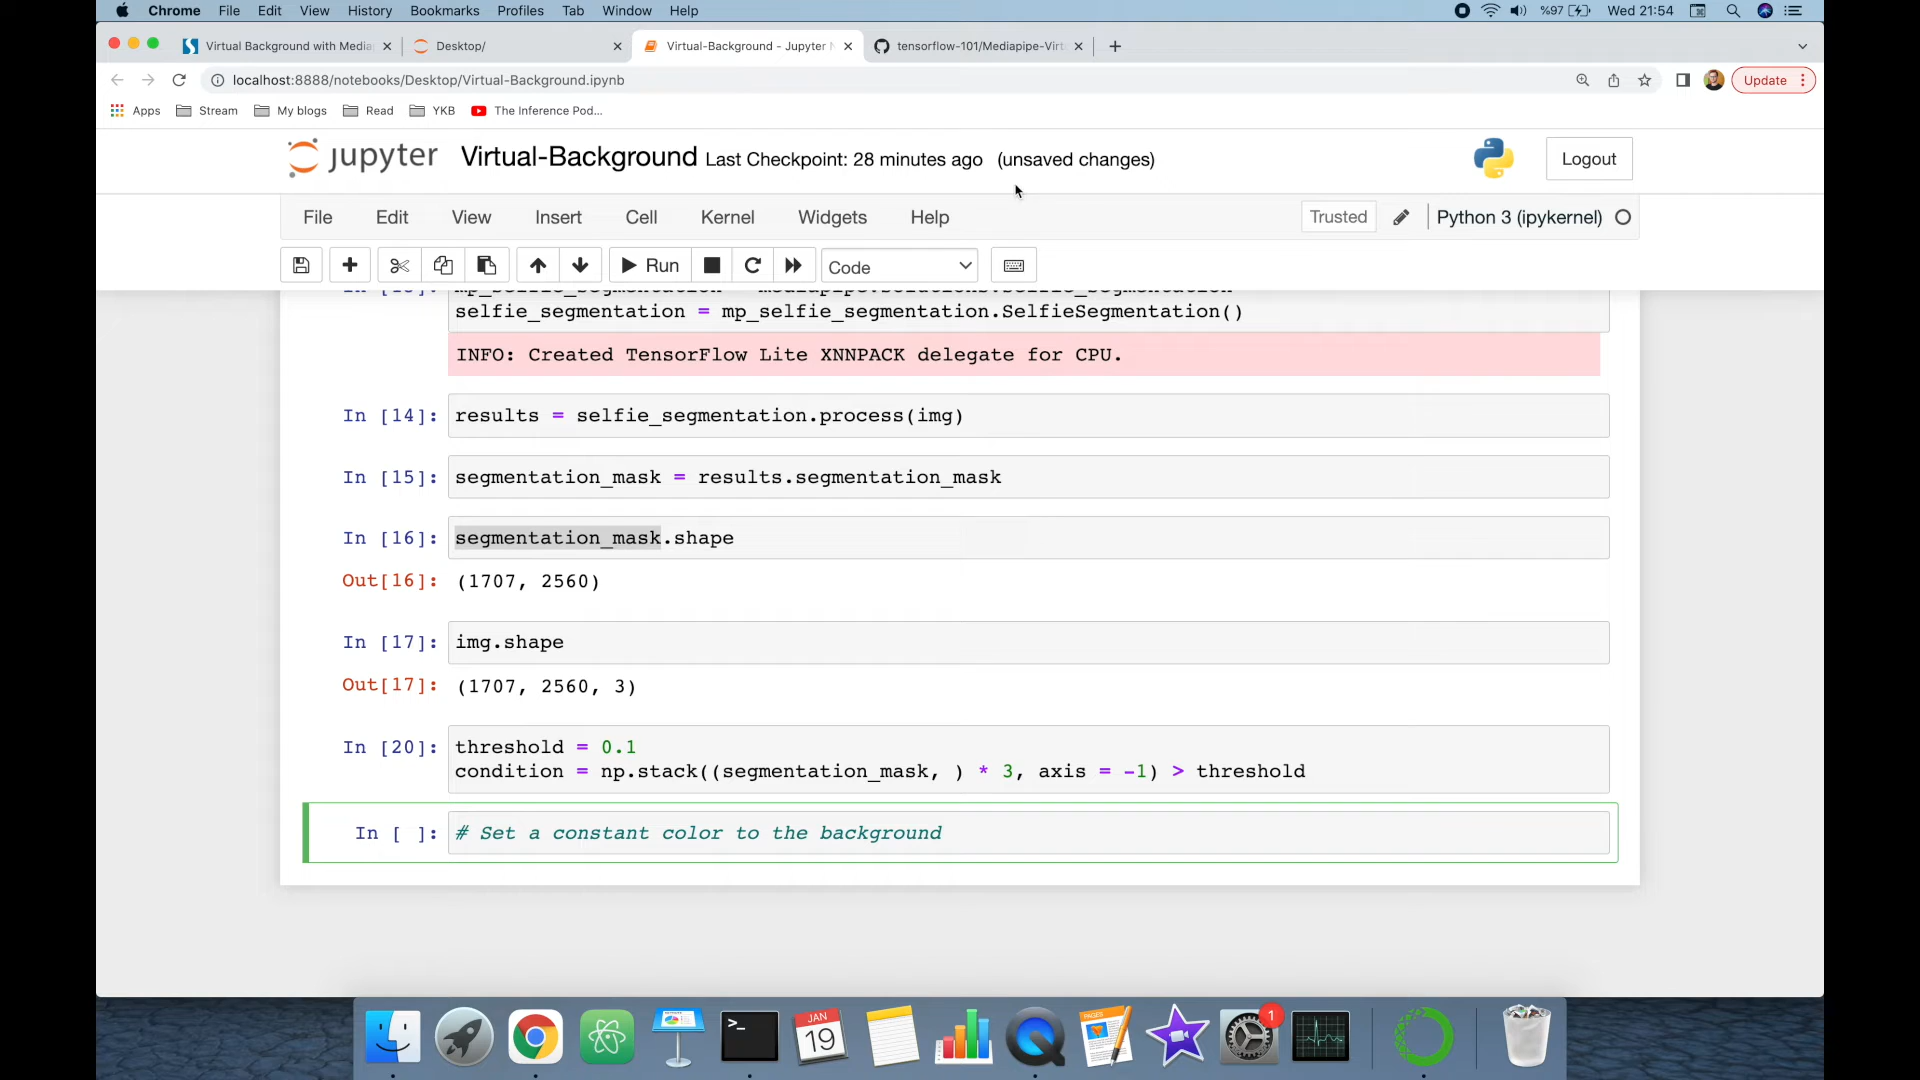 Chrome File Edit View History Bookmarks Profiles Tab Window Help %97 Wed 21:54
Virtual Background with Media
Desktop/
Virtual-Background - Jupyter N
tensorflow-101/Mediapipe-Virt
localhost:8888/notebooks/Desktop/Virtual-Background.ipynb
Update
Apps Stream My blogs Read YKB The Inference Pod...
jupyter Virtual-Background Last Checkpoint: 28 minutes ago (unsaved changes)
Logout
File Edit View Insert Cell Kernel Widgets Help
Trusted Python 3 (ipykernel)
Run Code
selfie_segmentation = mp_selfie_segmentation.SelfieSegmentation()
INFO: Created TensorFlow Lite XNNPACK delegate for CPU.
In [14]: results = selfie_segmentation.process(img)
In [15]: segmentation_mask = results.segmentation_mask
In [16]: segmentation_mask.shape
Out[16]: (1707, 2560)
In [17]: img.shape
Out[17]: (1707, 2560, 3)
In [20]: threshold = 0.1
condition = np.stack((segmentation_mask, ) * 3, axis = -1) > threshold
In [ ]: # Set a constant color to the background
JAN
19
PAGES
1